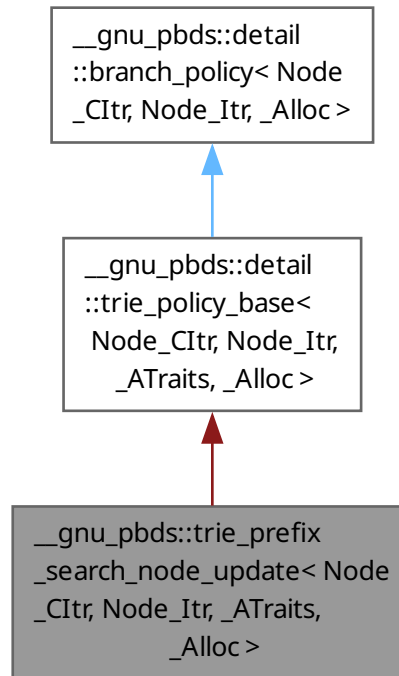 __gnu_pbds::detail
::branch_policy< Node
_CItr, Node_Itr, _Alloc >
__gnu_pbds::detail
::trie_policy_base<
Node_CItr, Node_Itr,
_ATraits, _Alloc >
__gnu_pbds::trie_prefix
_search_node_update< Node
_CItr, Node_Itr, _ATraits,
_Alloc >